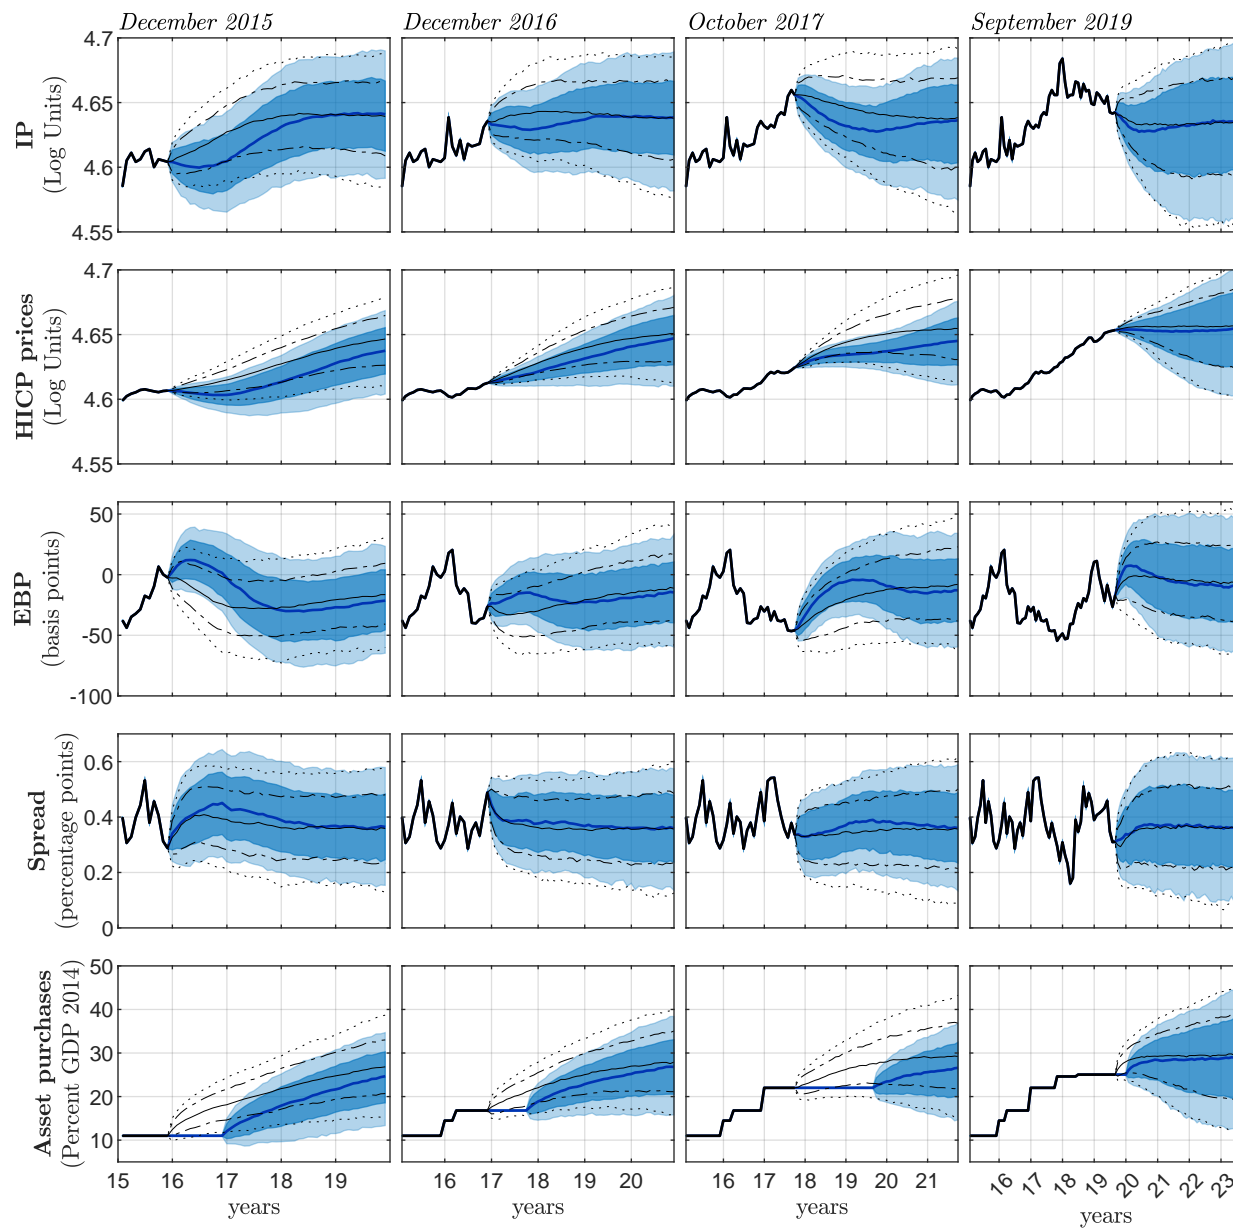 December 2015 December 2016 October 2017 September 2019
4.7
4.65
4.6
4.55
IP
(Log Units)
4.7
4.65
4.6
4.55
HICP prices
(Log Units)
50
0
-50
-100
EBP
(basis points)
0.6
0.4
0.2
0
Spread
(percentage points)
50
40
30
20
10
Asset purchases
(Percent GDP 2014)
15 16 17 18 19
16 17 18 19 20
16 17 18 19 20 21
16 17 18 19 20 21 22 23
years years years years